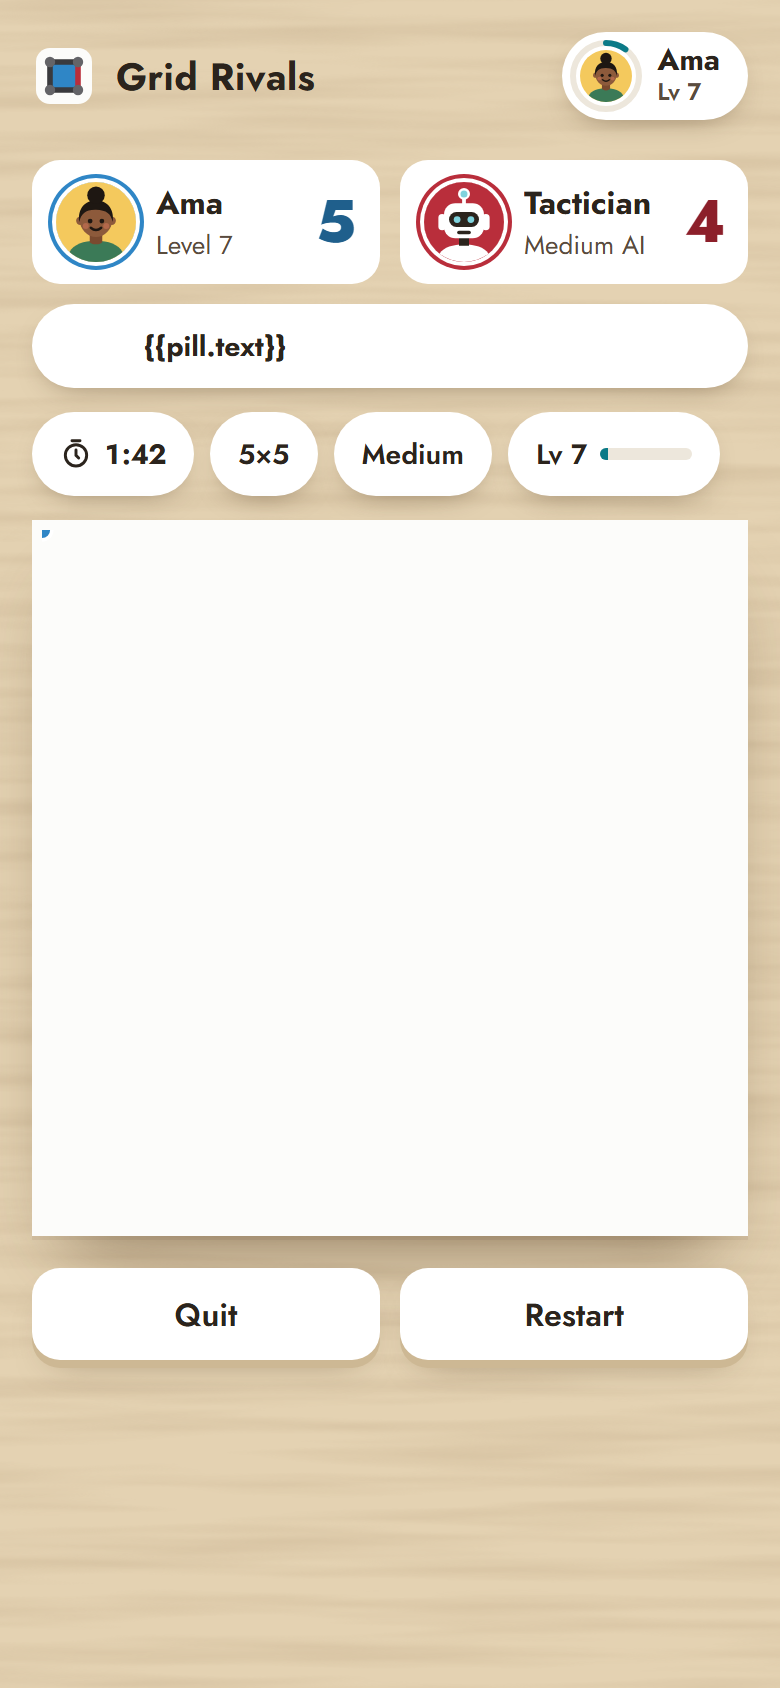 Grid Rivals
Ama
Lv 7
Ama
Level 7
5
Tactician
Medium AI
4
{{pill.text}}
1:42
5×5
Medium
Lv 7
Quit
Restart